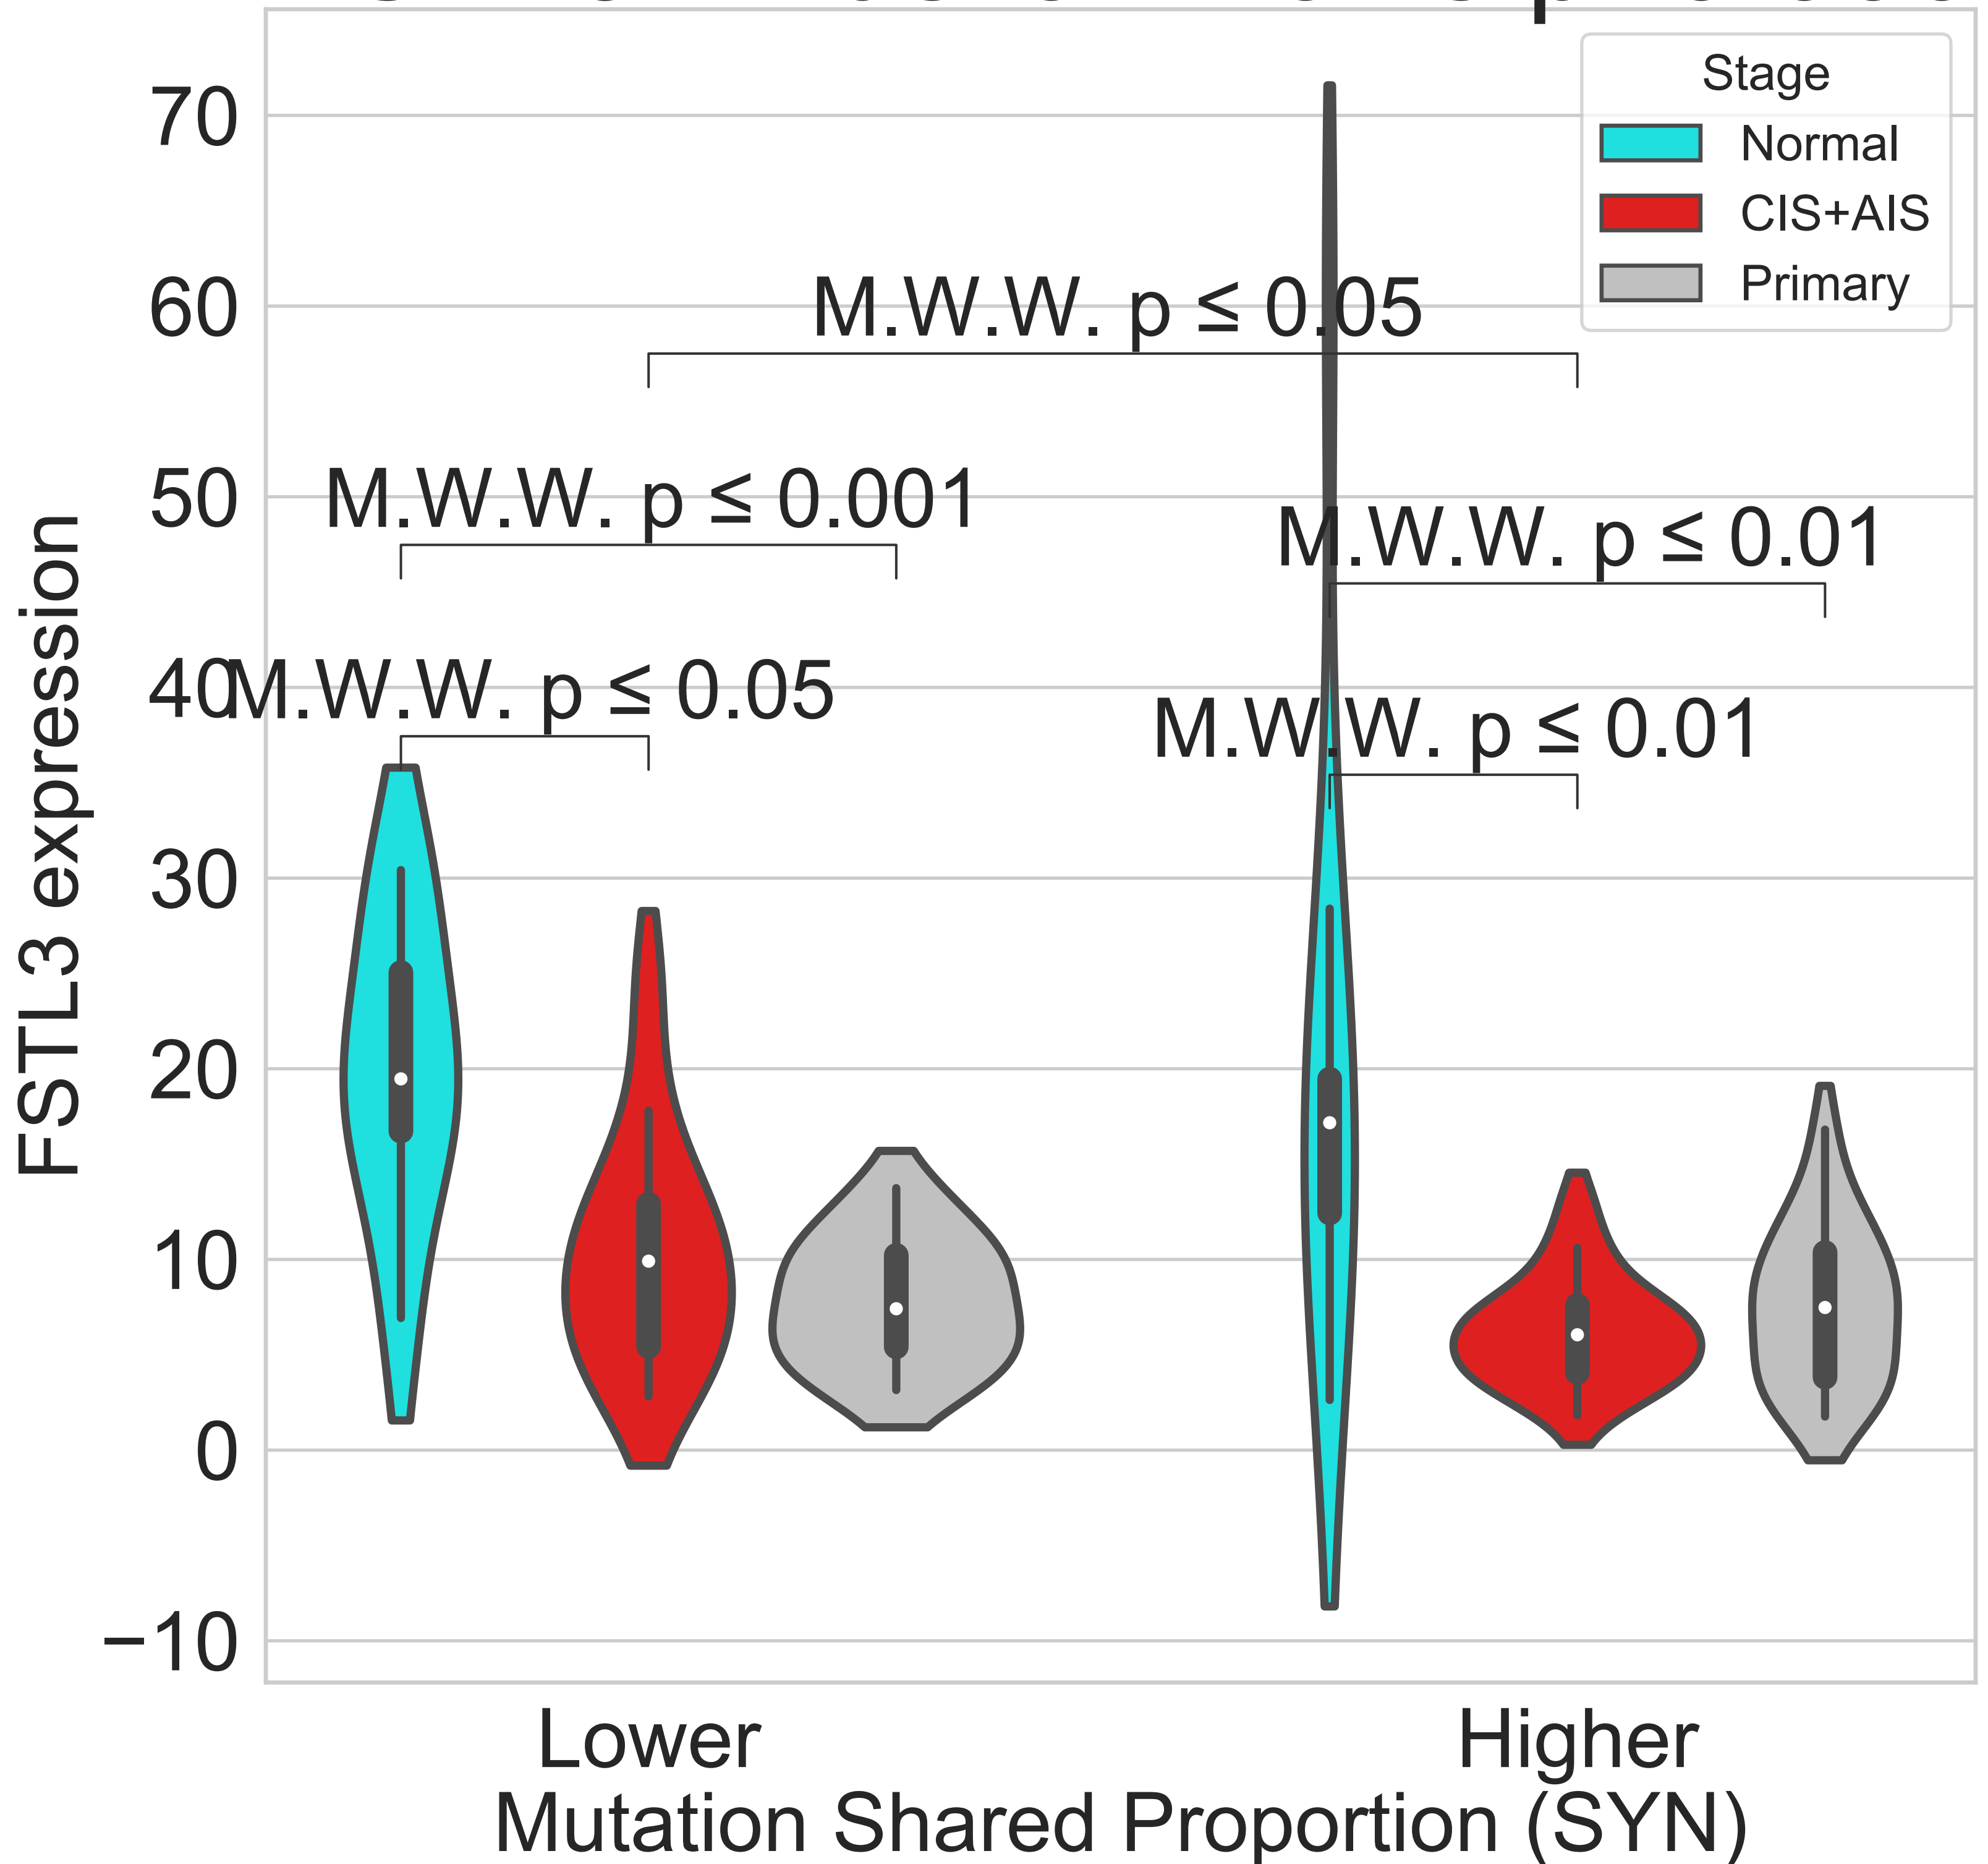 Stage
Normal
CIS+AIS
Primary
70
60
50
40
30
20
10
0
−10
FSTL3 expression
M.W.W. p ≤ 0.05
M.W.W. p ≤ 0.001
M.W.W. p ≤ 0.01
M.W.W. p ≤ 0.05
M.W.W. p ≤ 0.01
Lower
Higher
Mutation Shared Proportion (SYN)